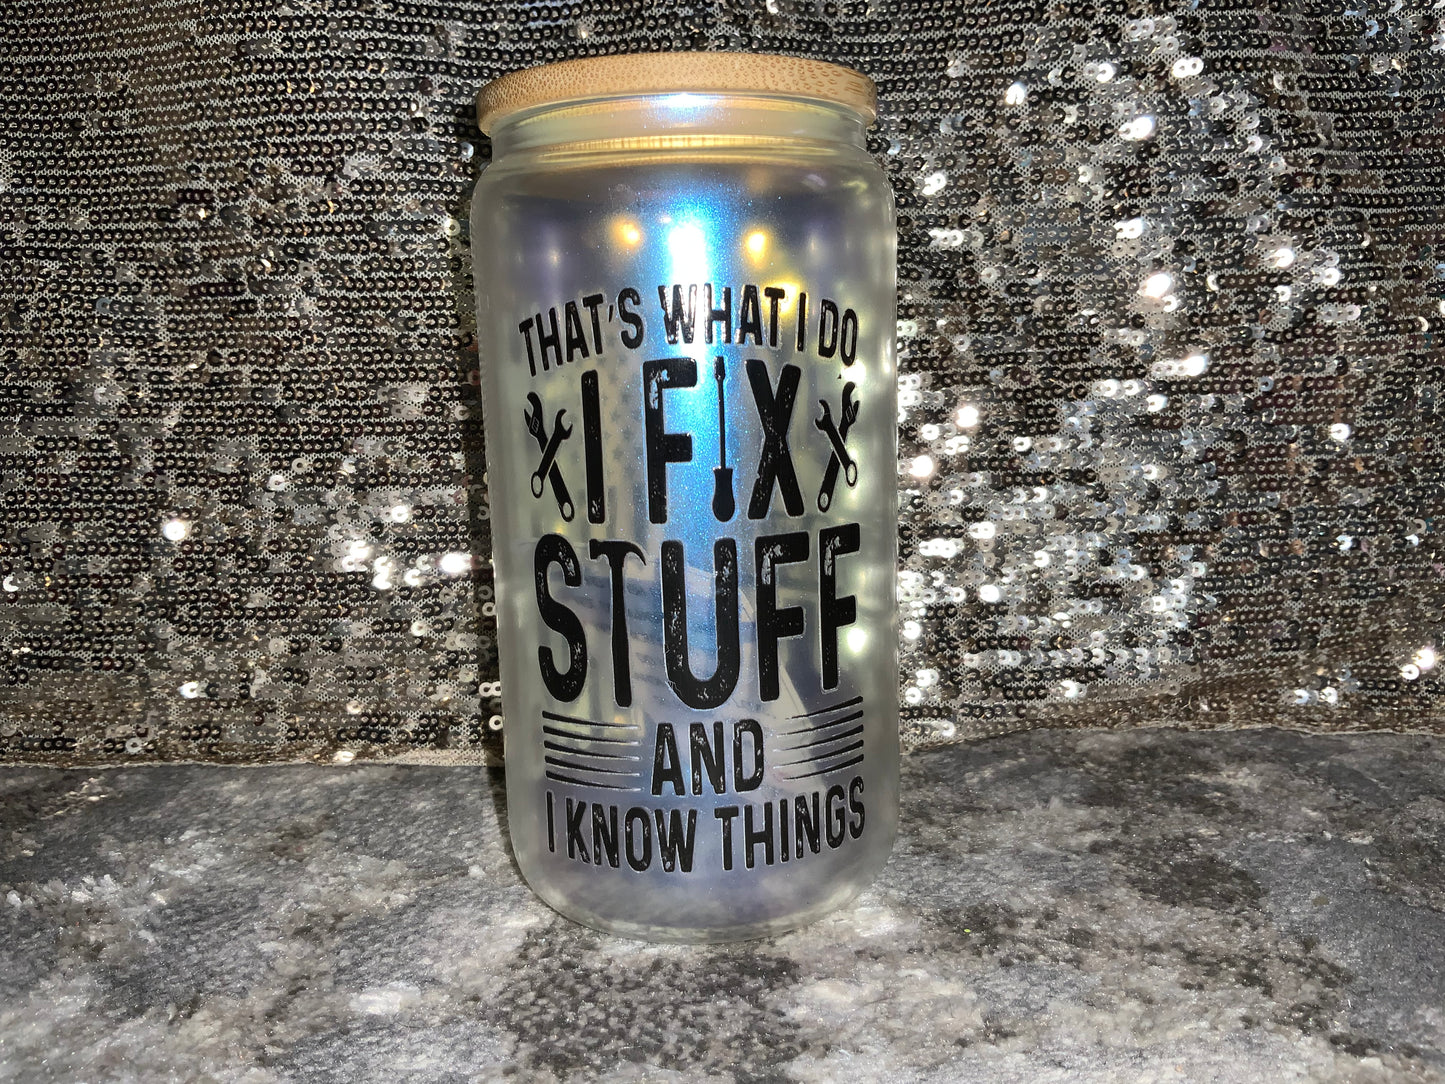 THAT'S WHAT I DO
I FIX
STUFF
AND
I KNOW THINGS